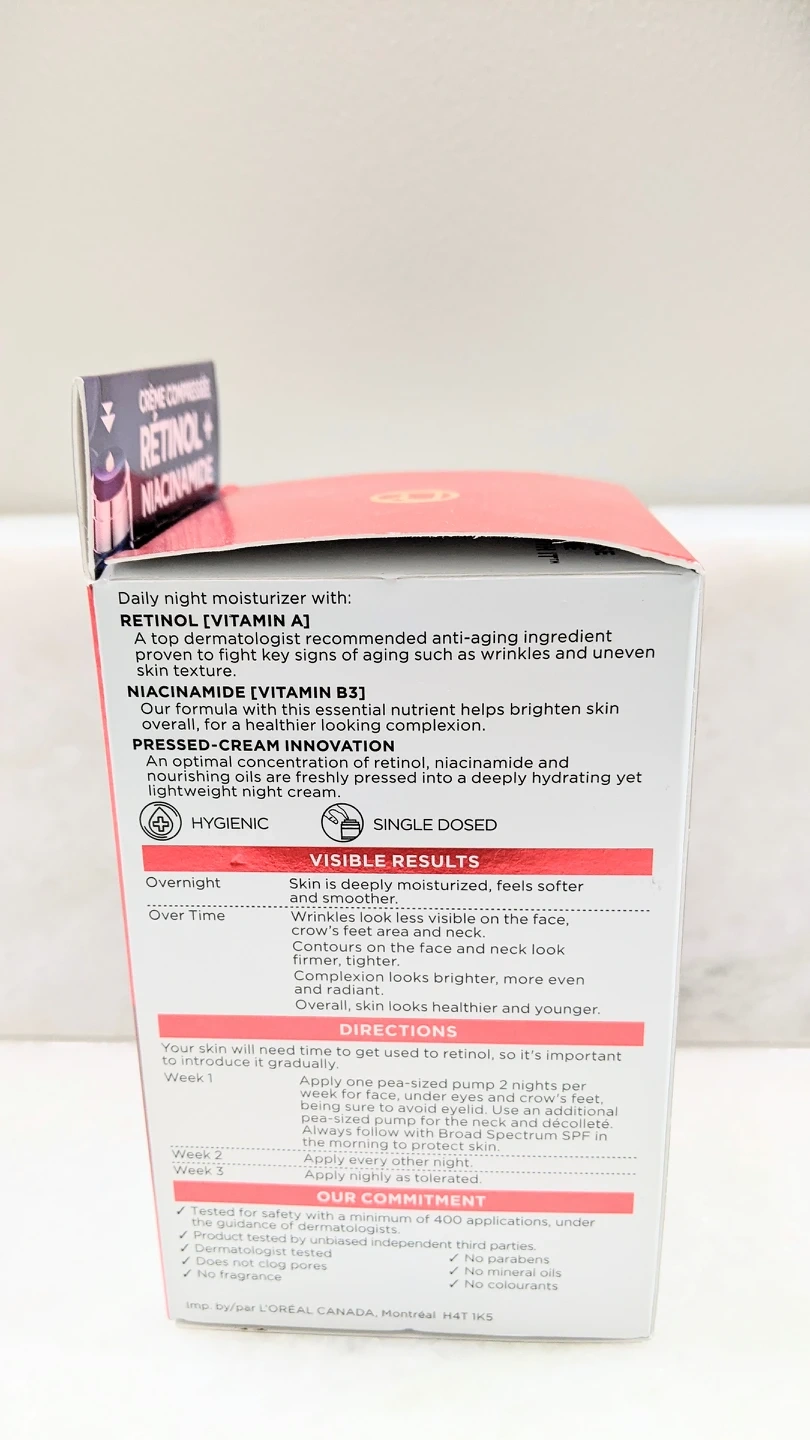 CRÈME COMPRESSÉE
RÉTINOL +
NIACINAMIDE
Daily night moisturizer with:
RETINOL [VITAMIN A]
A top dermatologist recommended anti-aging ingredient
proven to fight key signs of aging such as wrinkles and uneven
skin texture.
NIACINAMIDE [VITAMIN B3]
Our formula with this essential nutrient helps brighten skin
overall, for a healthier looking complexion.
PRESSED-CREAM INNOVATION
An optimal concentration of retinol, niacinamide and
nourishing oils are freshly pressed into a deeply hydrating yet
lightweight night cream.
HYGIENIC SINGLE DOSED
VISIBLE RESULTS
Overnight Skin is deeply moisturized, feels softer
and smoother.
Over Time Wrinkles look less visible on the face,
crow's feet area and neck.
Contours on the face and neck look
firmer, tighter.
Complexion looks brighter, more even
and radiant.
Overall, skin looks healthier and younger.
DIRECTIONS
Your skin will need time to get used to retinol, so it's important
to introduce it gradually.
Week 1 Apply one pea-sized pump 2 nights per
week for face, under eyes and crow's feet,
being sure to avoid eyelid. Use an additional
pea-sized pump for the neck and décolleté.
Always follow with Broad Spectrum SPF in
the morning to protect skin.
Week 2 Apply every other night.
Week 3 Apply nighly as tolerated.
OUR COMMITMENT
✓ Tested for safety with a minimum of 400 applications, under
the guidance of dermatologists.
✓ Product tested by unbiased independent third parties.
✓ Dermatologist tested ✓ No parabens
✓ Does not clog pores ✓ No mineral oils
✓ No fragrance ✓ No colourants
Imp. by/par L'ORÉAL CANADA, Montréal H4T 1K5